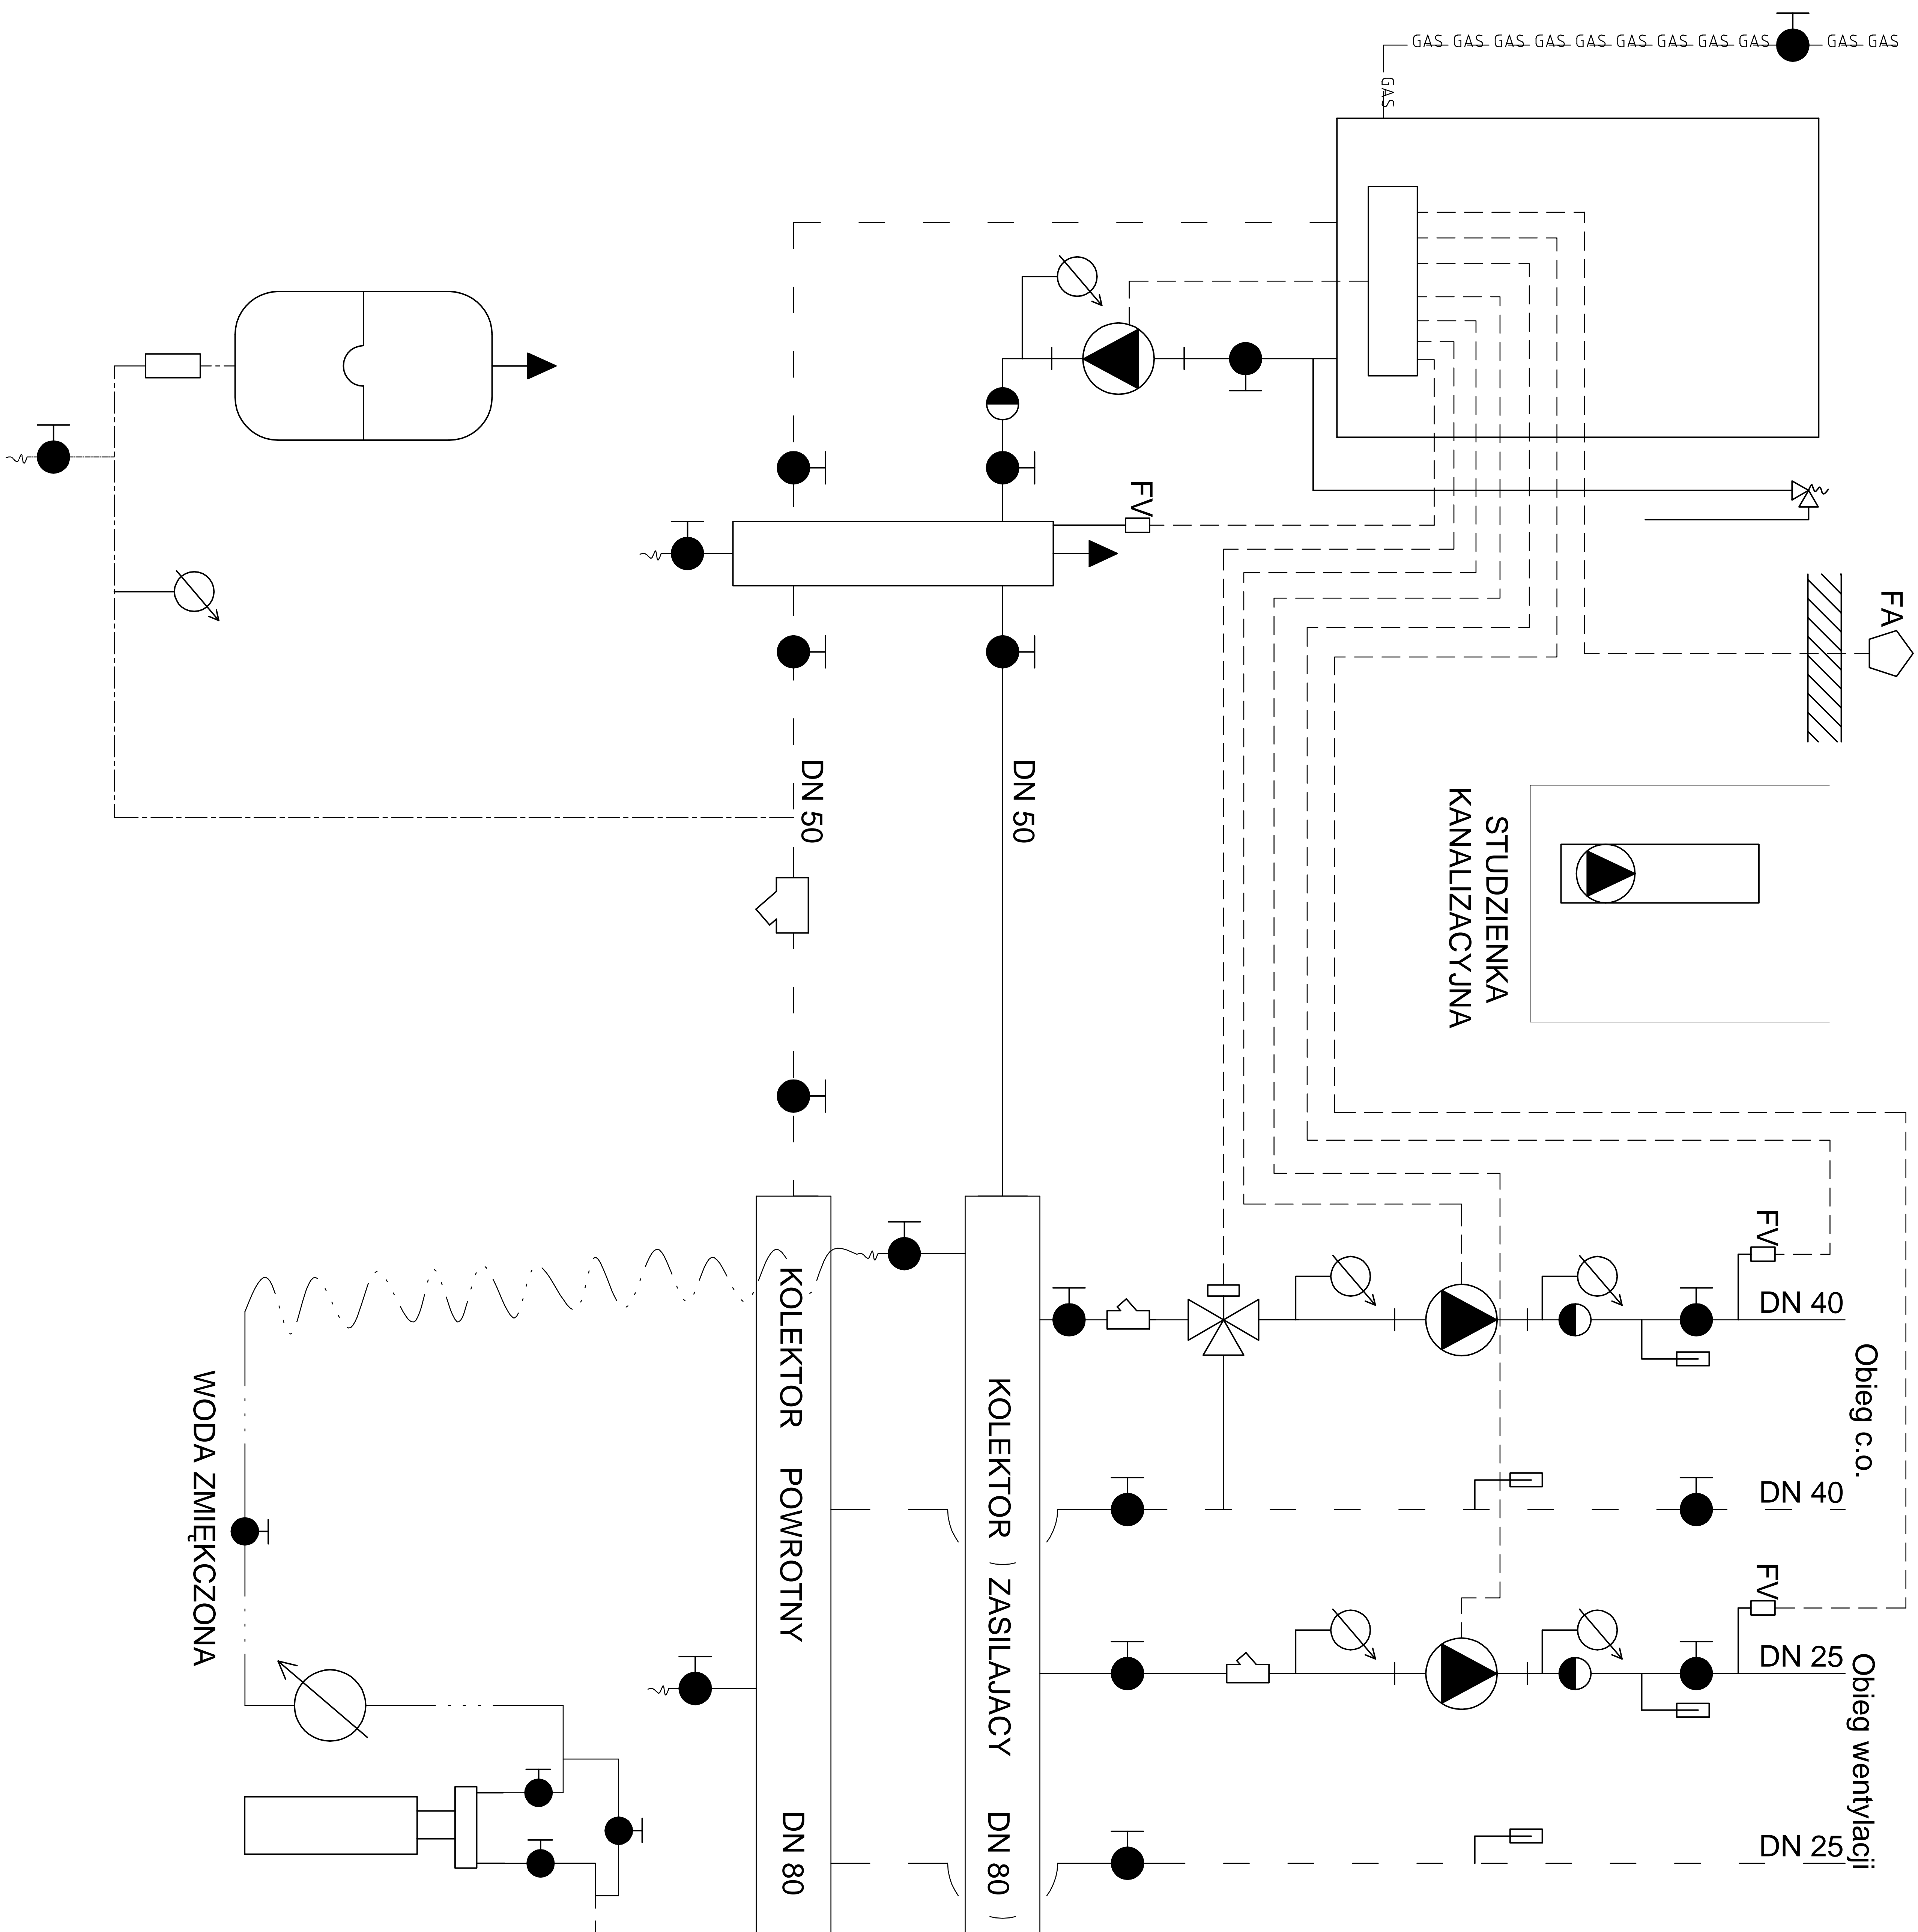 GAS GAS GAS GAS GAS GAS GAS GAS GAS GAS GAS
GAS
FV
FA
DN 50
DN 50
STUDZIENKA
KANALIZACYJNA
FV
DN 40
Obieg c.o.
DN 40
FV
DN 25
Obieg wentylacji
DN 25
KOLEKTOR POWROTNY DN 80
KOLEKTOR ZASILAJACY DN 80
WODA ZMIĘKCZONA